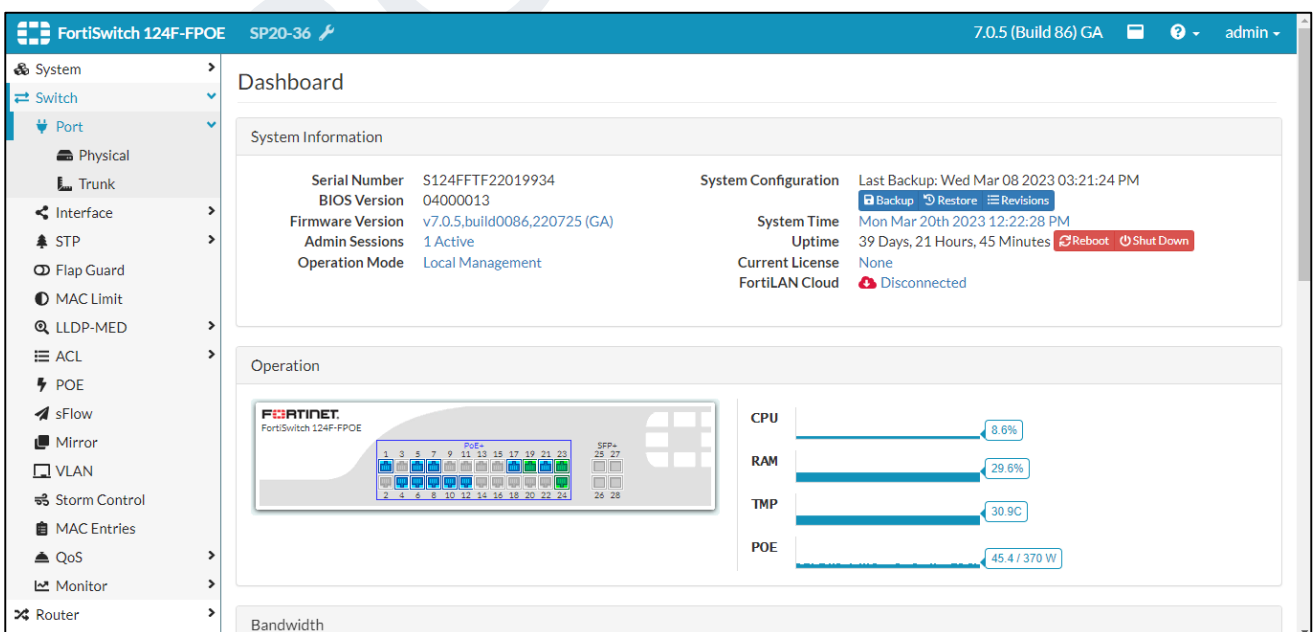 FortiSwitch 124F-FPOE SP20-36 7.0.5 (Build 86) GA admin
System
Switch
Port
Physical
Trunk
Interface
STP
Flap Guard
MAC Limit
LLDP-MED
ACL
POE
sFlow
Mirror
VLAN
Storm Control
MAC Entries
QoS
Monitor
Router
Dashboard
System Information
Serial Number S124FFTF22019934
BIOS Version 04000013
Firmware Version v7.0.5,build0086,220725 (GA)
Admin Sessions 1 Active
Operation Mode Local Management
System Configuration Last Backup: Wed Mar 08 2023 03:21:24 PM
Backup Restore Revisions
System Time Mon Mar 20th 2023 12:22:28 PM
Uptime 39 Days, 21 Hours, 45 Minutes Reboot Shut Down
Current License None
FortiLAN Cloud Disconnected
Operation
FORTINET.
FortiSwitch 124F-FPOE
PoE+ SFP+
1 3 5 7 9 11 13 15 17 19 21 23 25 27
2 4 6 8 10 12 14 16 18 20 22 24 26 28
CPU 8.6%
RAM 29.6%
TMP 30.9C
POE 45.4 / 370 W
Bandwidth